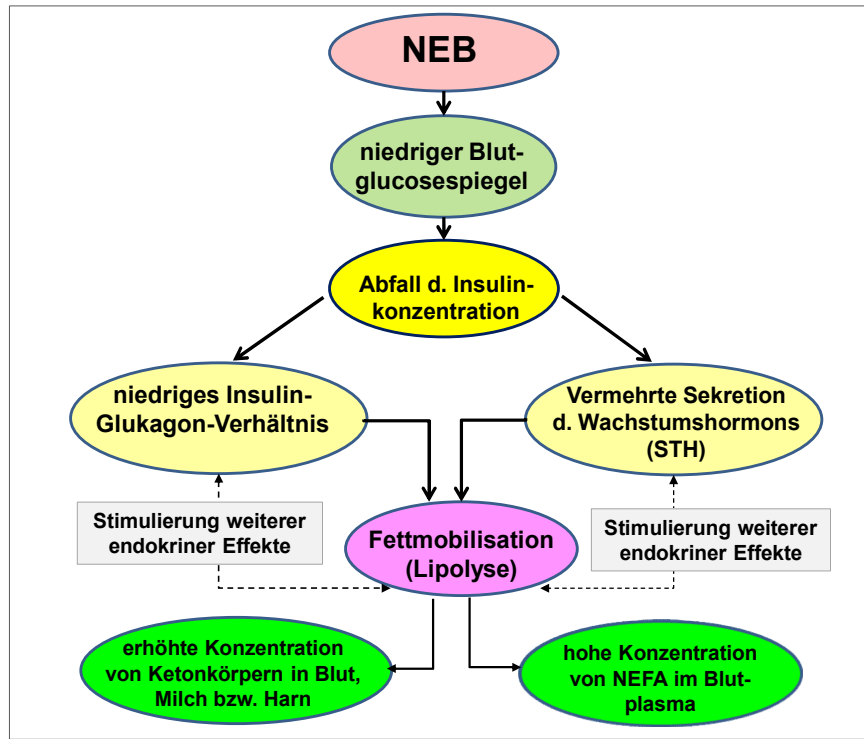 NEB
niedriger Blut-
glucosespiegel
Abfall d. Insulin-
konzentration
niedriges Insulin-
Glukagon-Verhältnis
Vermehrte Sekretion
d. Wachstumshormons
(STH)
Stimulierung weiterer
endokriner Effekte
Stimulierung weiterer
endokriner Effekte
Fettmobilisation
(Lipolyse)
erhöhte Konzentration
von Ketonkörpern in Blut,
Milch bzw. Harn
hohe Konzentration
von NEFA im Blut-
plasma